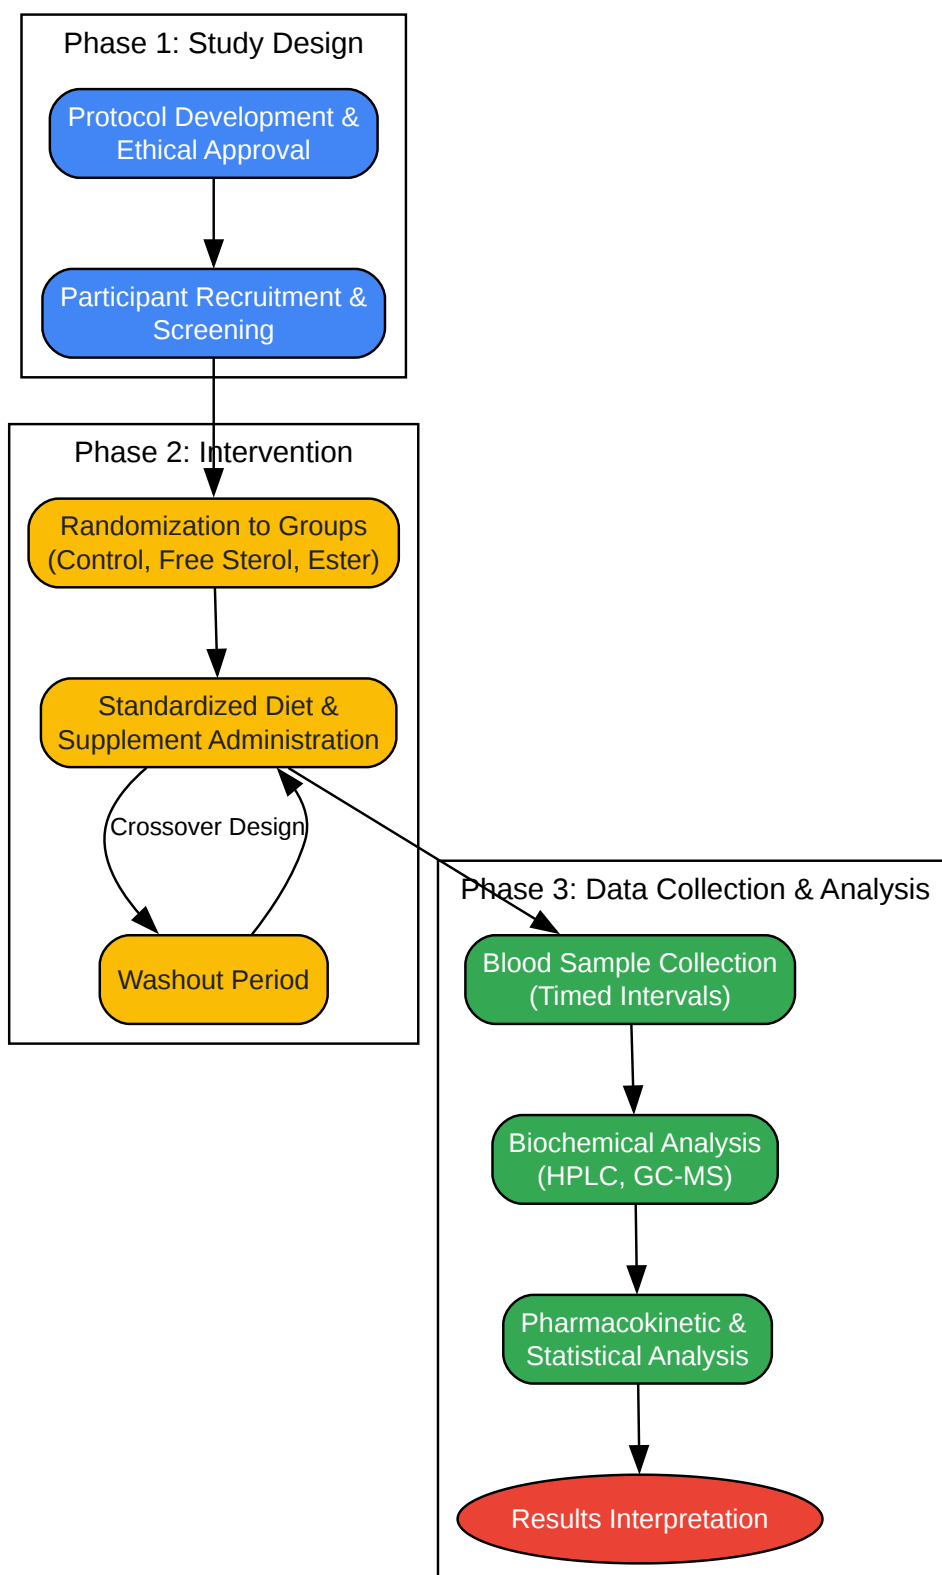 Phase 1: Study Design
Protocol Development &
Ethical Approval
Participant Recruitment &
Screening
Phase 2: Intervention
Randomization to Groups
(Control, Free Sterol, Ester)
Standardized Diet &
Supplement Administration
Crossover Design
Washout Period
Phase 3: Data Collection & Analysis
Blood Sample Collection
(Timed Intervals)
Biochemical Analysis
(HPLC, GC-MS)
Pharmacokinetic &
Statistical Analysis
Results Interpretation